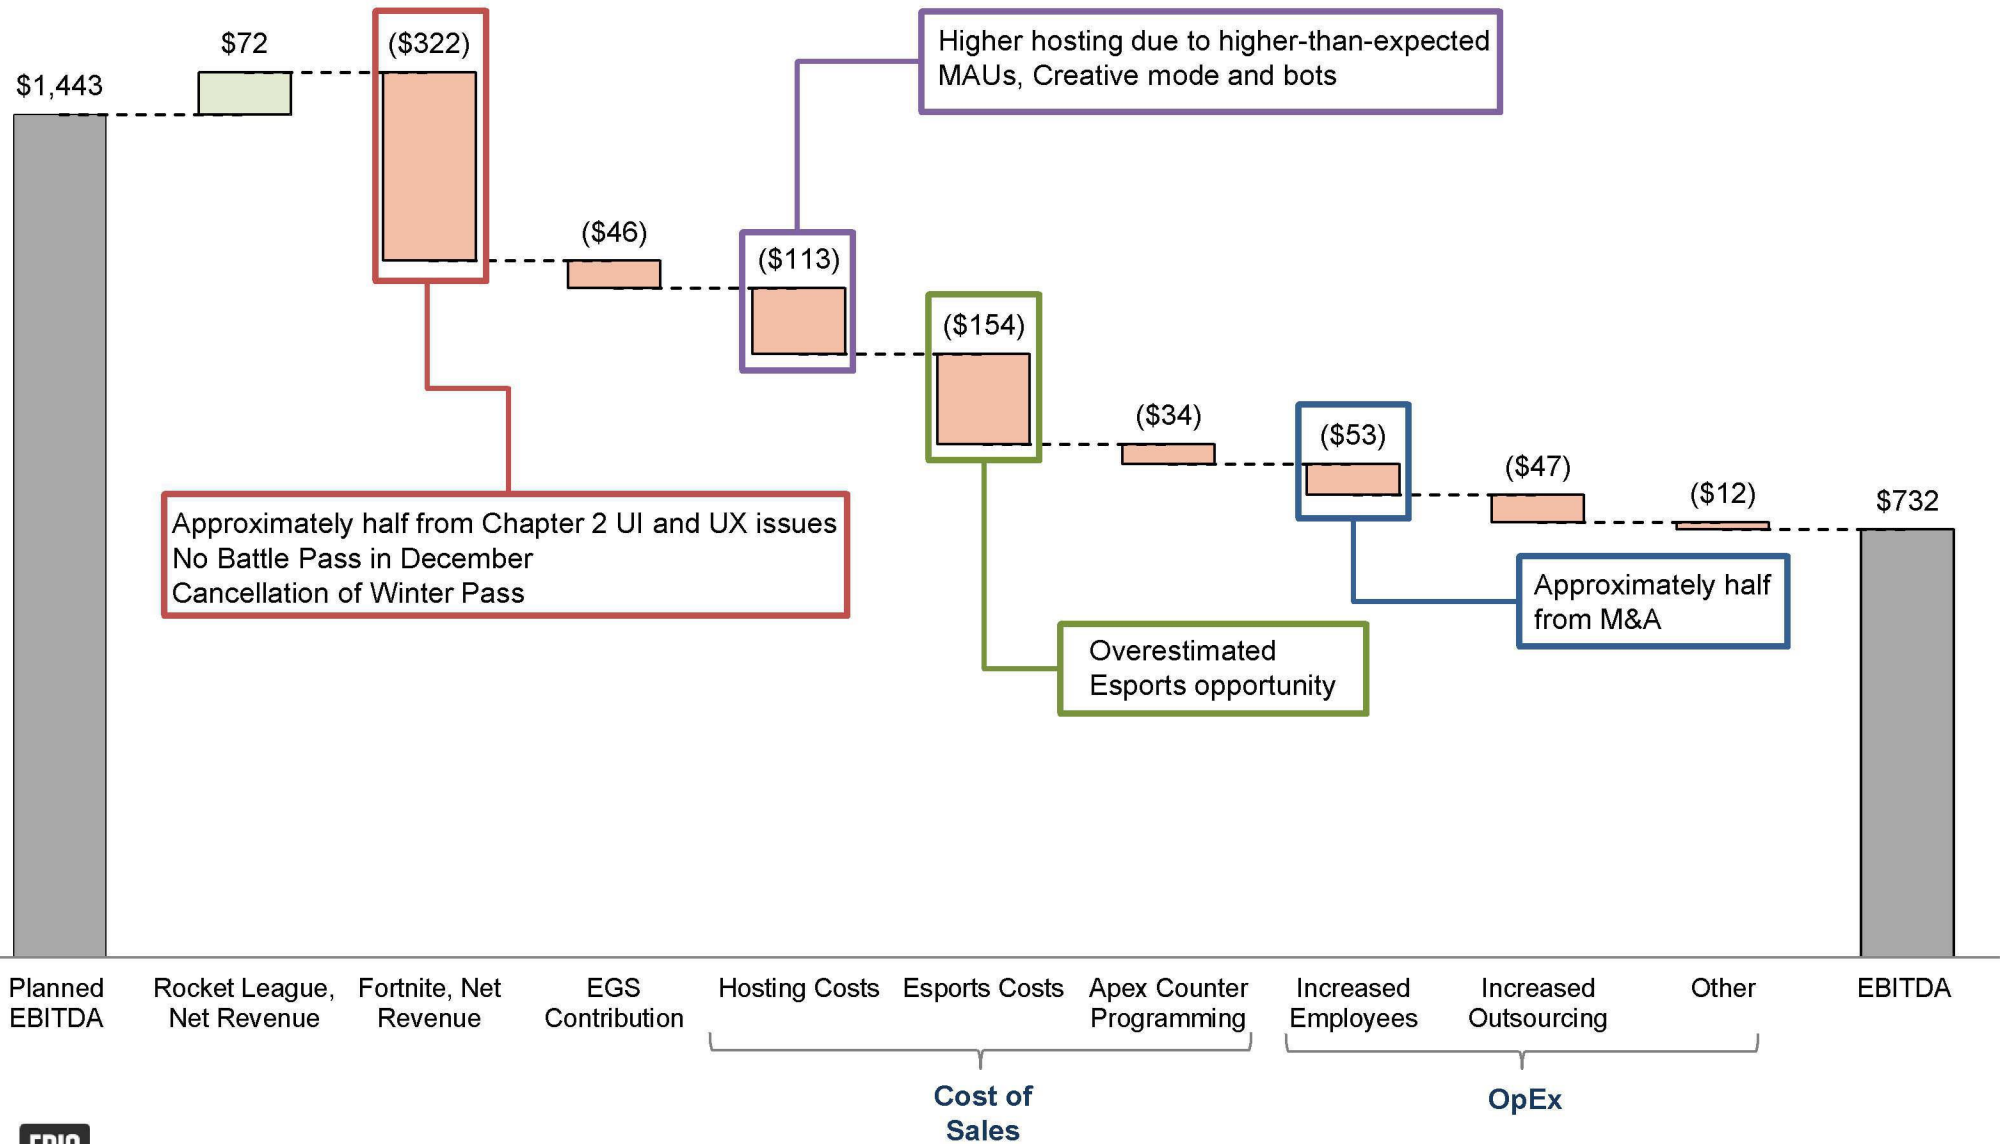 $1,443
$72
($322)
($46)
($113)
($154)
($34)
($53)
($47)
($12)
$732
Higher hosting due to higher-than-expected
MAUs, Creative mode and bots
Approximately half from Chapter 2 UI and UX issues
No Battle Pass in December
Cancellation of Winter Pass
Overestimated
Esports opportunity
Approximately half
from M&A
Planned
EBITDA
Rocket League,
Net Revenue
Fortnite, Net
Revenue
EGS
Contribution
Hosting Costs
Esports Costs
Apex Counter
Programming
Increased
Employees
Increased
Outsourcing
Other
EBITDA
Cost of
Sales
OpEx
EPIC